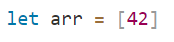 let arr = [42]